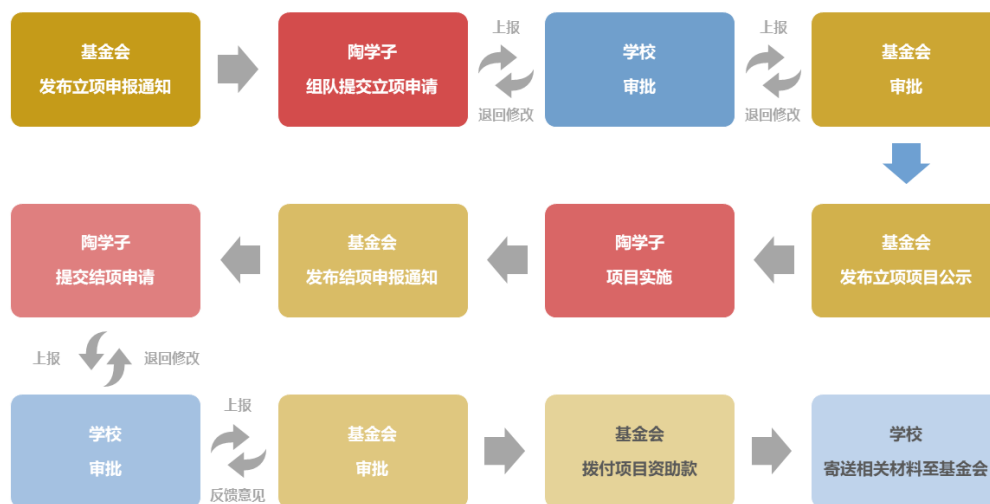 基金会
发布立项申报通知
陶学子
组队提交立项申请
上报
退回修改
学校
审批
上报
退回修改
基金会
审批
基金会
发布立项项目公示
陶学子
项目实施
基金会
发布结项申报通知
陶学子
提交结项申请
上报
退回修改
学校
审批
上报
反馈意见
基金会
审批
基金会
拨付项目资助款
学校
寄送相关材料至基金会